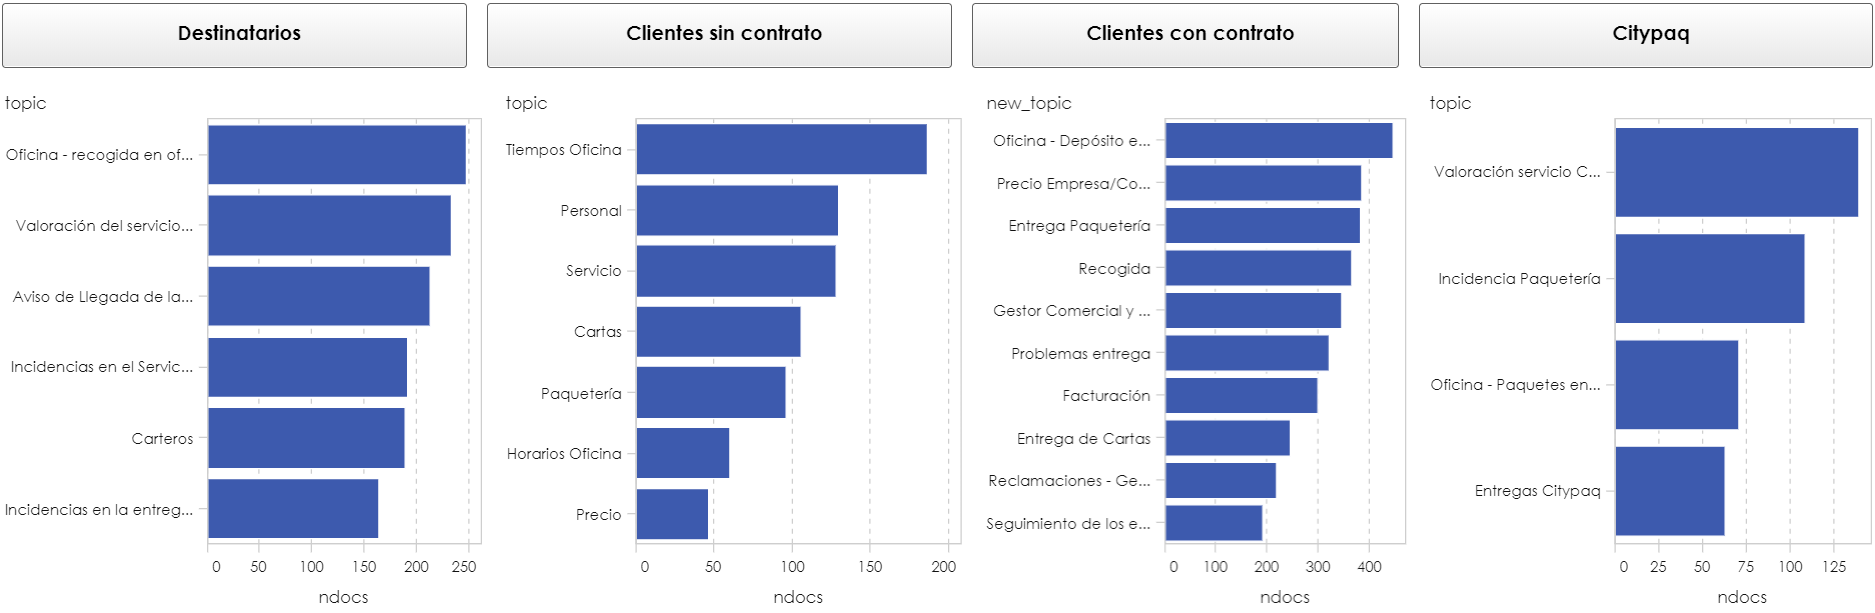 Destinatarios
Clientes sin contrato
Clientes con contrato
Citypaq
topic
Oficina - recogida en of...
Valoración del servicio...
Aviso de Llegada de la...
Incidencias en el Servic...
Carteros
Incidencias en la entreg...
0 50 100 150 200 250
ndocs
topic
Tiempos Oficina
Personal
Servicio
Cartas
Paquetería
Horarios Oficina
Precio
0 50 100 150 200
ndocs
new_topic
Oficina - Depósito e...
Precio Empresa/Co...
Entrega Paquetería
Recogida
Gestor Comercial y ...
Problemas entrega
Facturación
Entrega de Cartas
Reclamaciones - Ge...
Seguimiento de los e...
0 100 200 300 400
ndocs
topic
Valoración servicio C...
Incidencia Paquetería
Oficina - Paquetes en...
Entregas Citypaq
0 25 50 75 100 125
ndocs